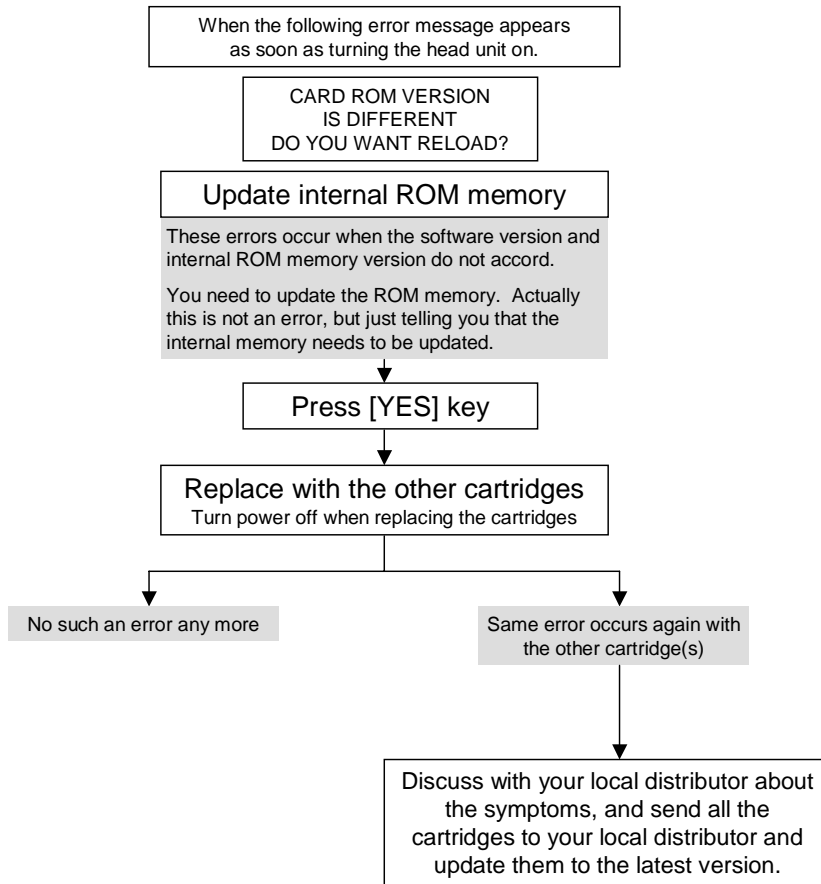 When the following error message appears
as soon as turning the head unit on.
CARD ROM VERSION
IS DIFFERENT
DO YOU WANT RELOAD?
Update internal ROM memory
These errors occur when the software version and
internal ROM memory version do not accord.
You need to update the ROM memory.  Actually
this is not an error, but just telling you that the
internal memory needs to be updated.
Press [YES] key
Replace with the other cartridges
Turn power off when replacing the cartridges
No such an error any more
Same error occurs again with
the other cartridge(s)
Discuss with your local distributor about
the symptoms, and send all the
cartridges to your local distributor and
update them to the latest version.